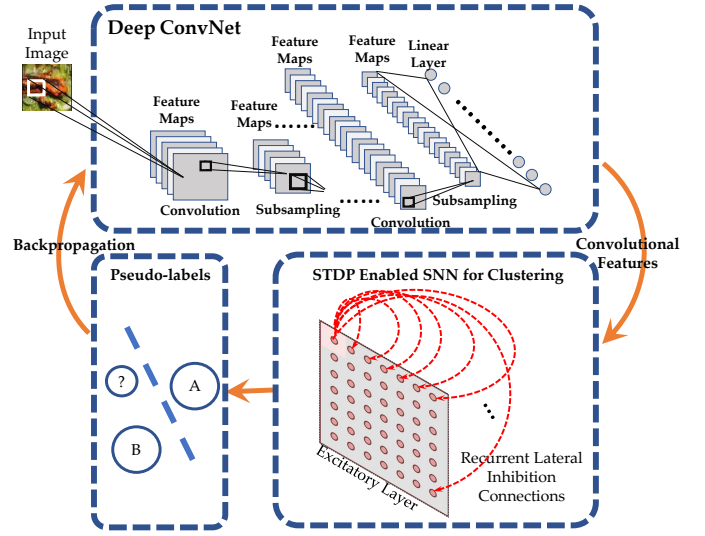 Input
Image
Deep ConvNet
Feature
Maps
Feature
Maps
Feature
Maps
Feature
Maps
Linear
Layer
Convolution
Subsampling
Convolution
Subsampling
Backpropagation
Convolutional
Features
Pseudo-labels
?
A
B
STDP Enabled SNN for Clustering
Excitatory Layer
Recurrent Lateral
Inhibition
Connections